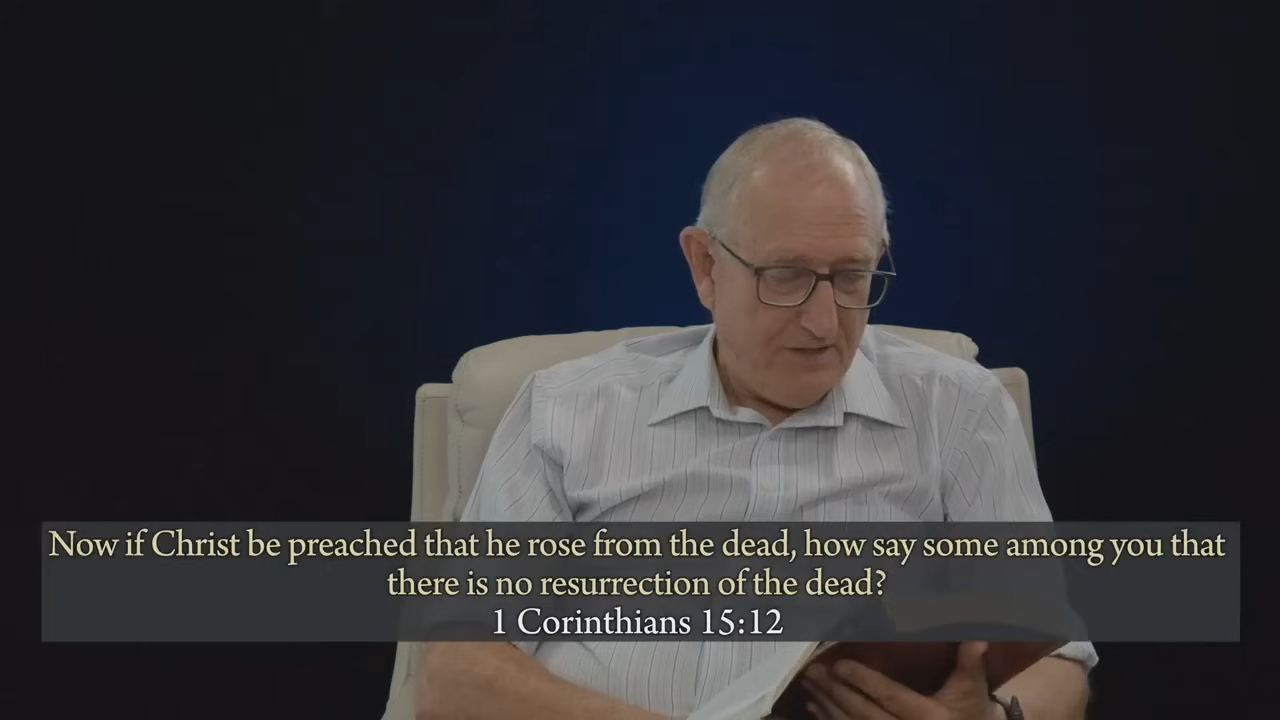 Now if Christ be preached that he rose from the dead, how say some among you that
there is no resurrection of the dead?
1 Corinthians 15:12